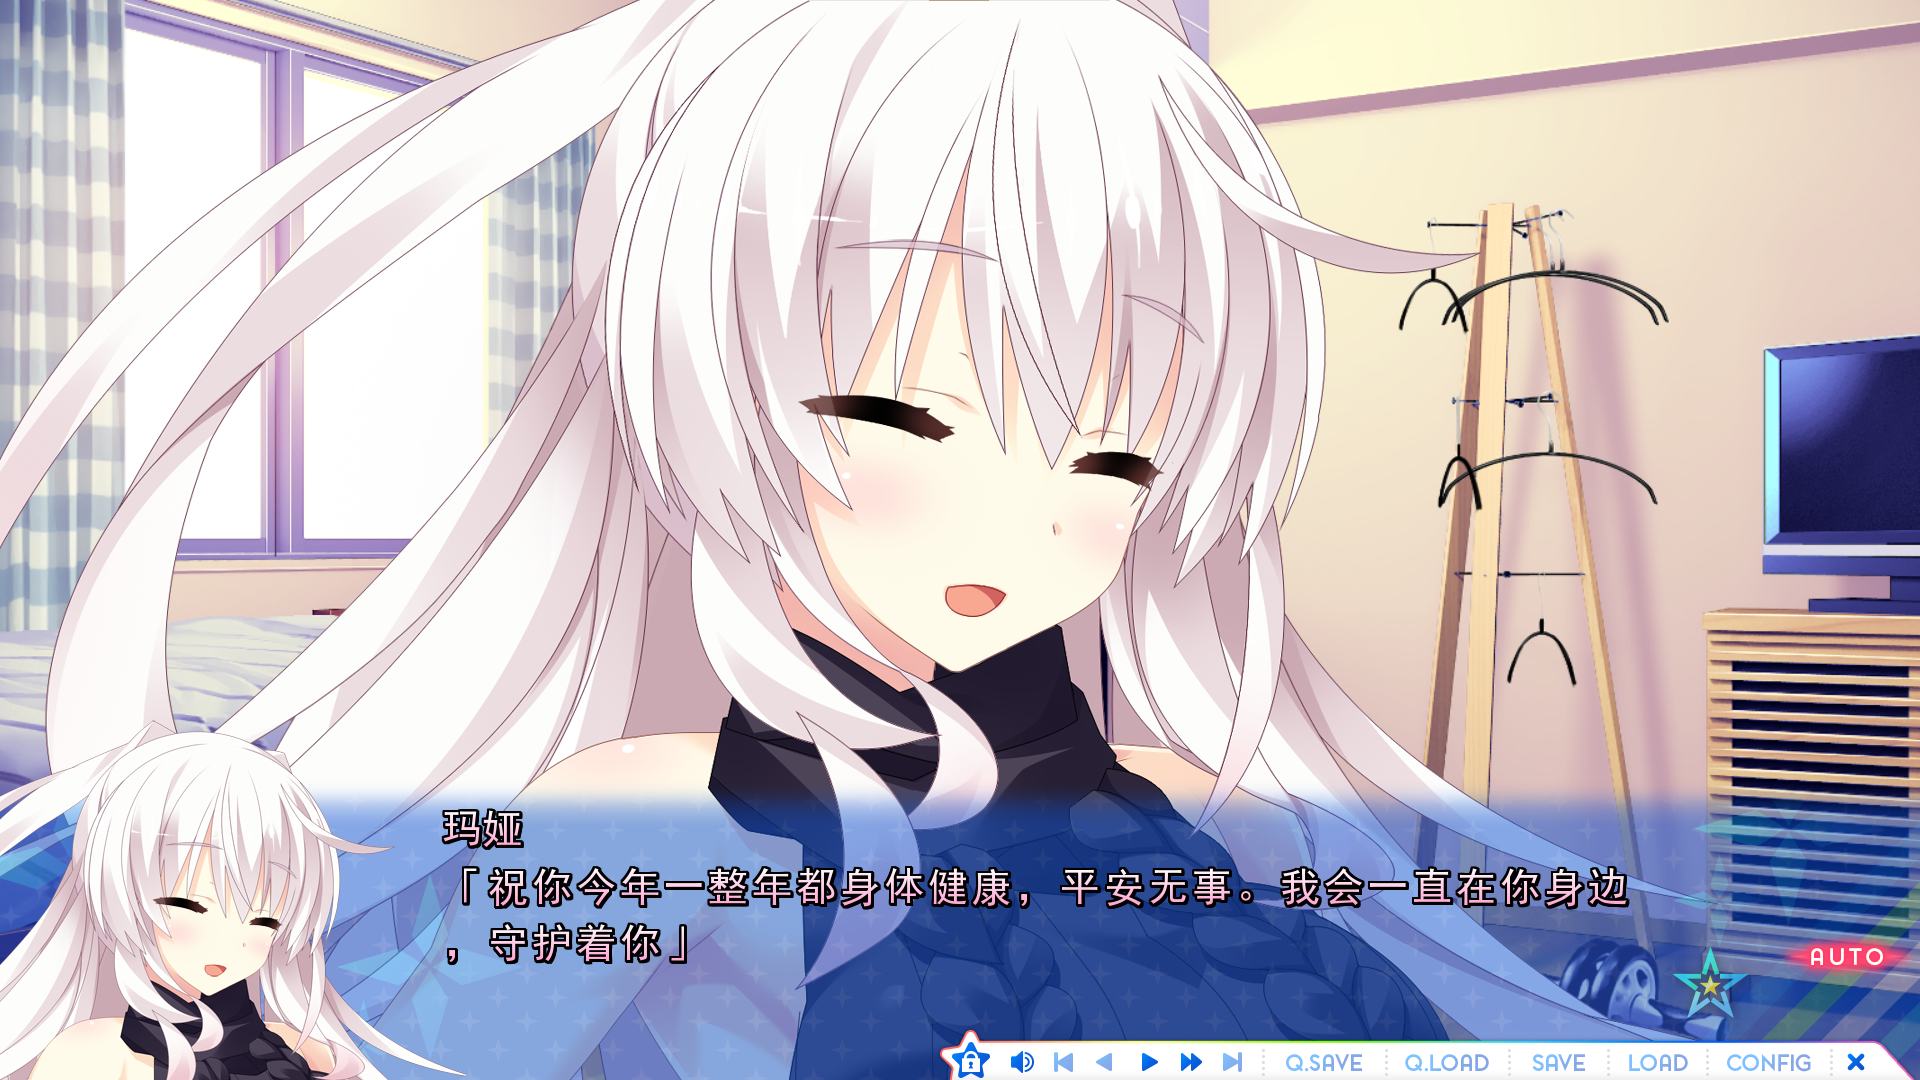 玛娅
「祝你今年一整年都身体健康，平安无事。我会一直在你身边
，守护着你」
AUTO
Q.SAVE Q.LOAD SAVE LOAD CONFIG